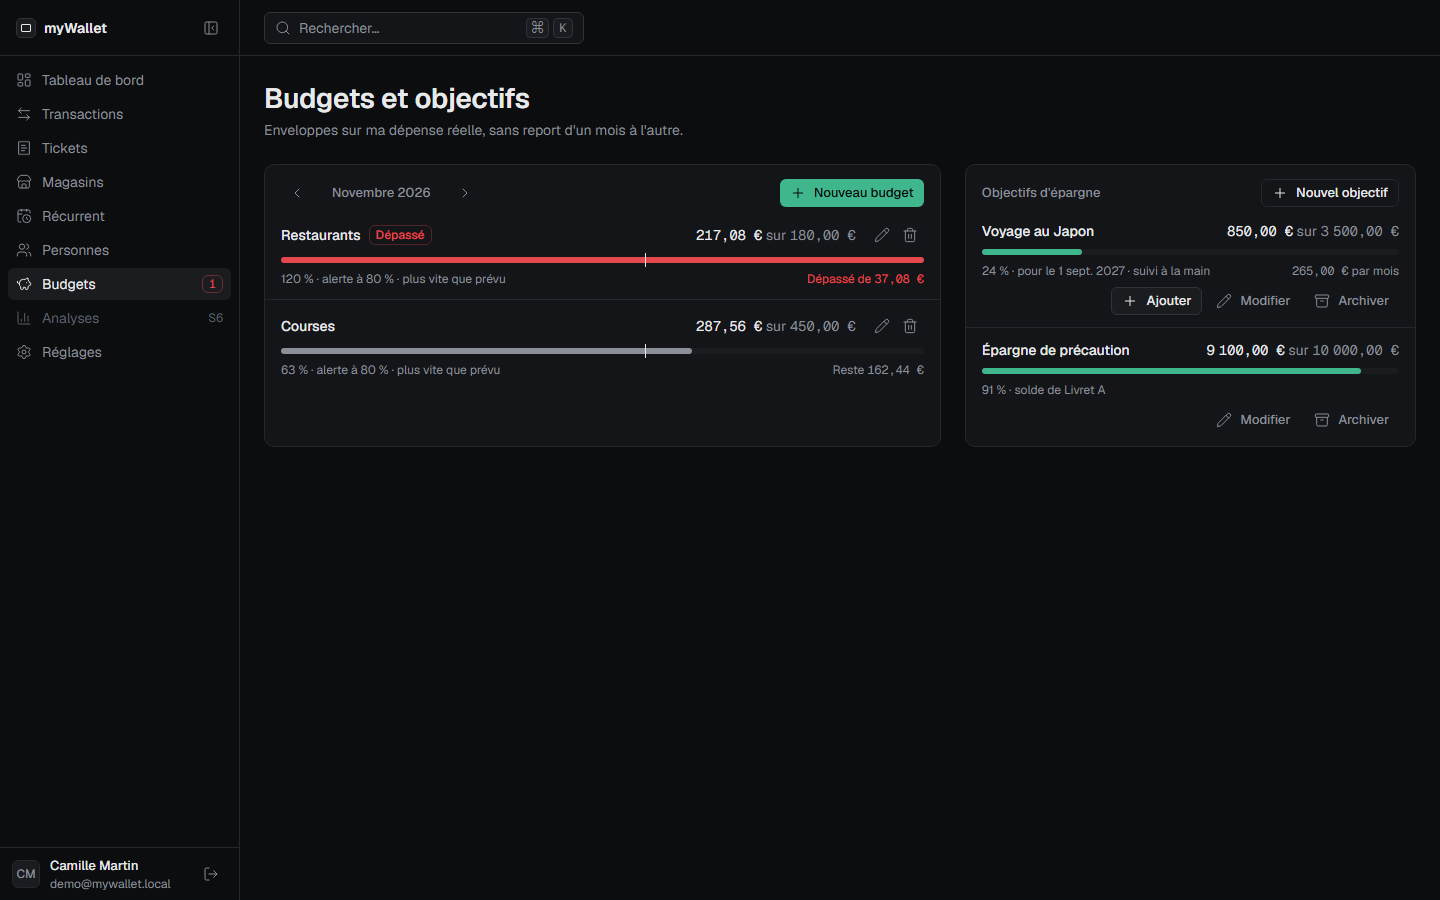 myWallet
Rechercher...
⌘ K
Tableau de bord
Transactions
Tickets
Magasins
Récurrent
Personnes
Budgets 1
Analyses S6
Réglages
Camille Martin
CM
demo@mywallet.local
Budgets et objectifs
Enveloppes sur ma dépense réelle, sans report d'un mois à l'autre.
Novembre 2026
Nouveau budget
Restaurants Dépassé 217,08 € sur 180,00 €
120 % · alerte à 80 % · plus vite que prévu Dépassé de 37,08 €
Courses 287,56 € sur 450,00 €
63 % · alerte à 80 % · plus vite que prévu Reste 162,44 €
Objectifs d'épargne Nouvel objectif
Voyage au Japon 850,00 € sur 3 500,00 €
24 % · pour le 1 sept. 2027 · suivi à la main 265,00 € par mois
Ajouter Modifier Archiver
Épargne de précaution 9 100,00 € sur 10 000,00 €
91 % · solde de Livret A
Modifier Archiver